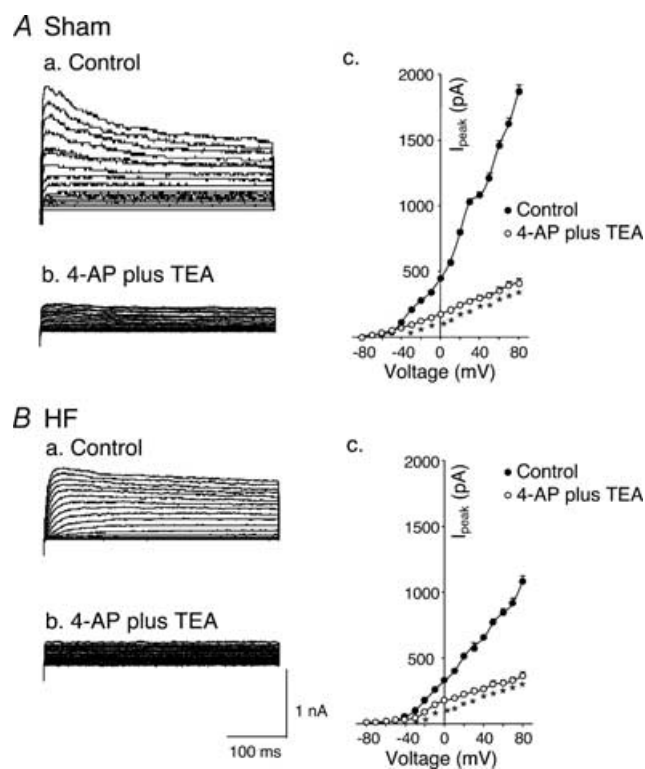 A Sham
a. Control
b. 4-AP plus TEA
c.
2000
1500
1000
500
I peak (pA)
Control
4-AP plus TEA
-80 -40 0 40 80
Voltage (mV)
B HF
a. Control
b. 4-AP plus TEA
1 nA
100 ms
c.
2000
1500
1000
500
I peak (pA)
Control
4-AP plus TEA
-80 -40 0 40 80
Voltage (mV)